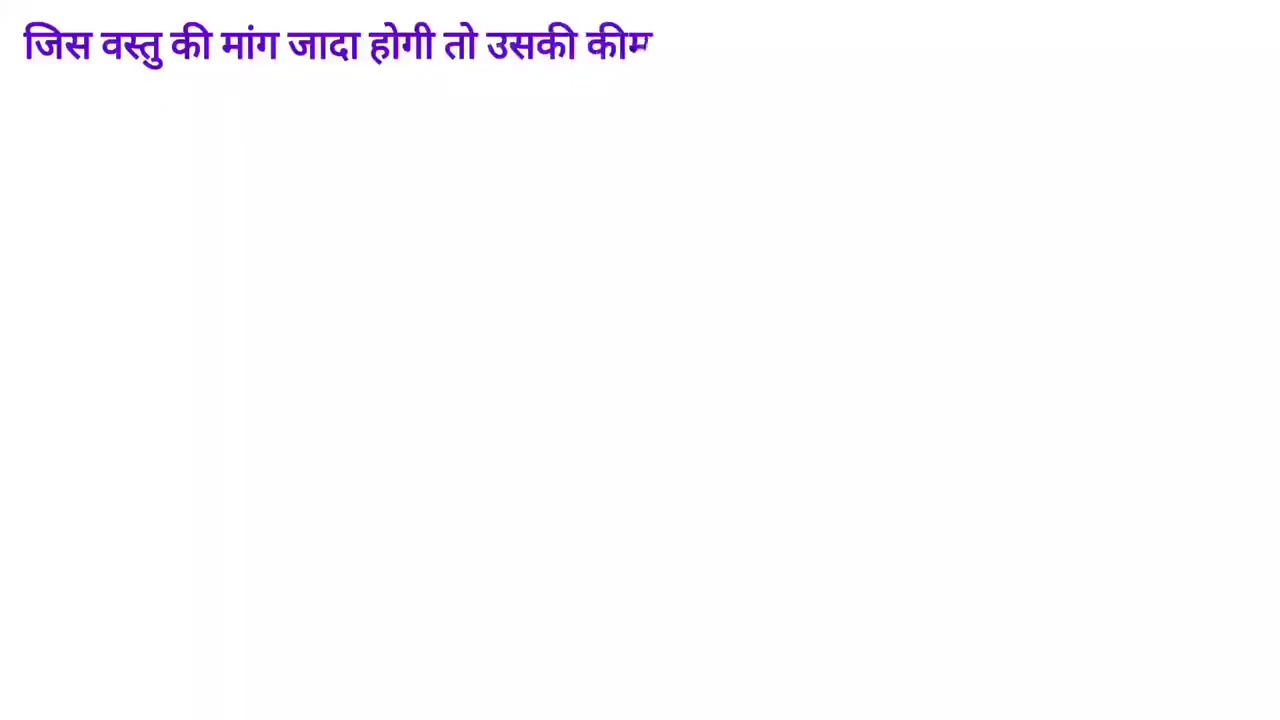 जिस वस्तु की मांग जादा होगी तो उसकी कीम